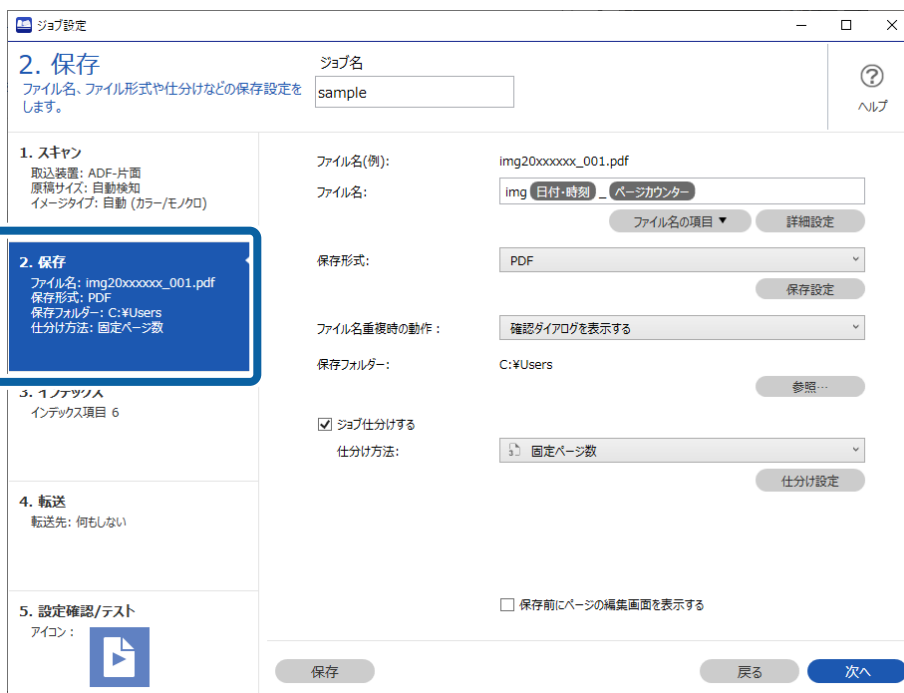 ジョブ設定
2. 保存
ファイル名、ファイル形式や仕分けなどの保存設定を
します。
ジョブ名
sample
ヘルプ
1. スキャン
取込装置: ADF-片面
原稿サイズ: 自動検知
イメージタイプ: 自動 (カラー/モノクロ)
2. 保存
ファイル名: img20xxxxxx_001.pdf
保存形式: PDF
保存フォルダー: C:¥Users
仕分け方法: 固定ページ数
3. インデックス
インデックス項目 6
4. 転送
転送先: 何もしない
5. 設定確認/テスト
アイコン :
ファイル名(例): img20xxxxxx_001.pdf
ファイル名: img 日付・時刻 _ ページカウンター
ファイル名の項目 ▼ 詳細設定
保存形式: PDF
保存設定
ファイル名重複時の動作 : 確認ダイアログを表示する
保存フォルダー: C:¥Users
参照…
ジョブ仕分けする
仕分け方法: 固定ページ数
仕分け設定
保存前にページの編集画面を表示する
保存 戻る 次へ